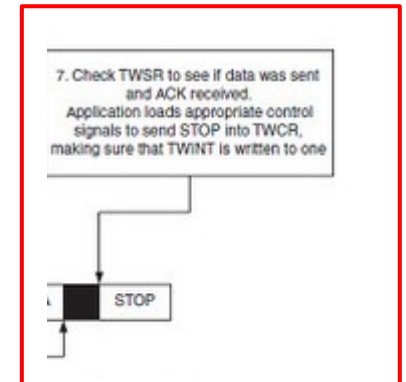 7. Check TWSR to see if data was sent
and ACK received.
Application loads appropriate control
signals to send STOP into TWCR,
making sure that TWINT is written to one
STOP